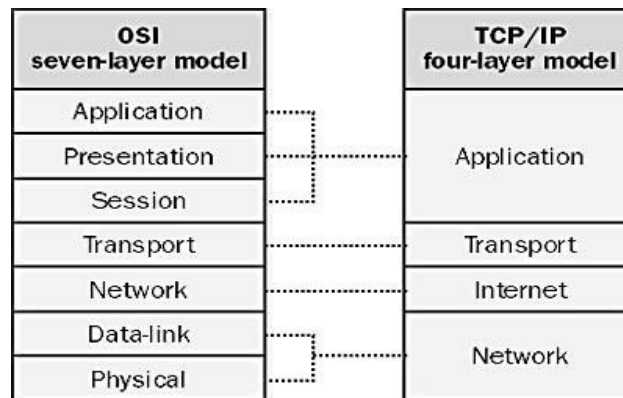 OSI
seven-layer model
Application
Presentation
Session
Transport
Network
Data-link
Physical
TCP/IP
four-layer model
Application
Transport
Internet
Network